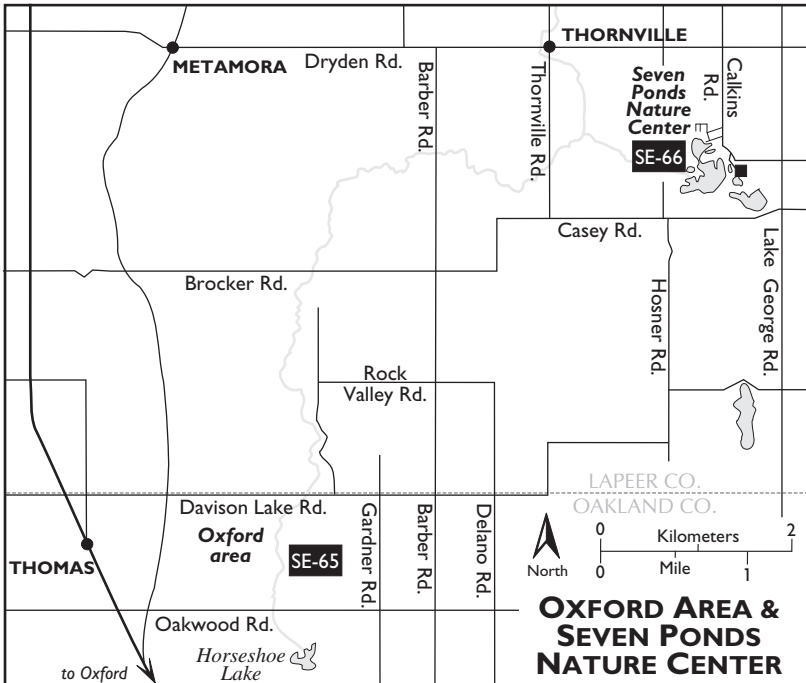 THORNVILLE
METAMORA
Dryden Rd.
Barber Rd.
Thornville Rd.
Seven
Ponds
Nature
Center
Calkins
Rd.
SE-66
Casey Rd.
Brocker Rd.
Hosner Rd.
Lake George Rd.
Rock
Valley Rd.
LAPEER CO.
OAKLAND CO.
Davison Lake Rd.
Oxford
area
SE-65
Gardner Rd.
Barber Rd.
Delano Rd.
THOMAS
North
0 2
Kilometers
Mile
0 1
Oakwood Rd.
Horseshoe
Lake
to Oxford
OXFORD AREA &
SEVEN PONDS
NATURE CENTER